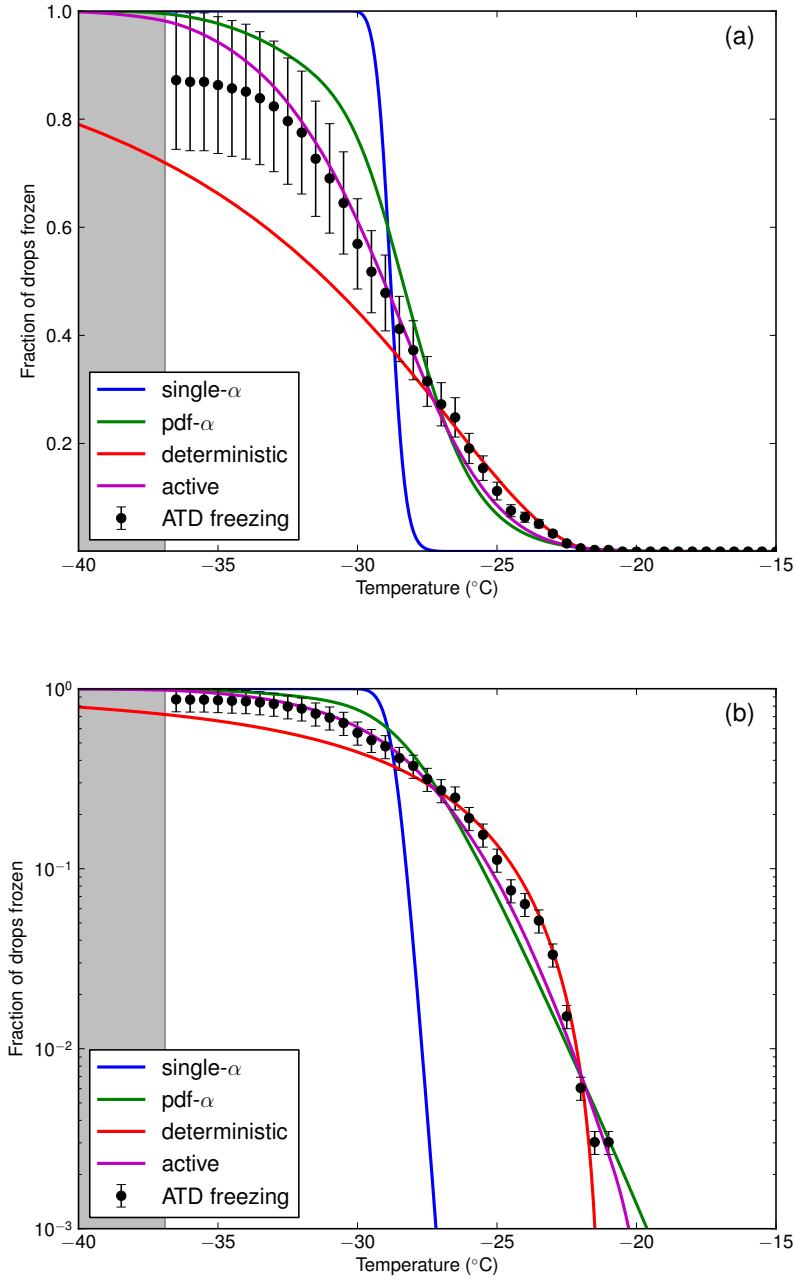 (a)
1.0
0.8
0.6
0.4
0.2
Fraction of drops frozen
single-α
pdf-α
deterministic
active
ATD freezing
−40 −35 −30 −25 −20 −15
Temperature (°C)
(b)
10⁰
10⁻¹
10⁻²
10⁻³
Fraction of drops frozen
single-α
pdf-α
deterministic
active
ATD freezing
−40 −35 −30 −25 −20 −15
Temperature (°C)